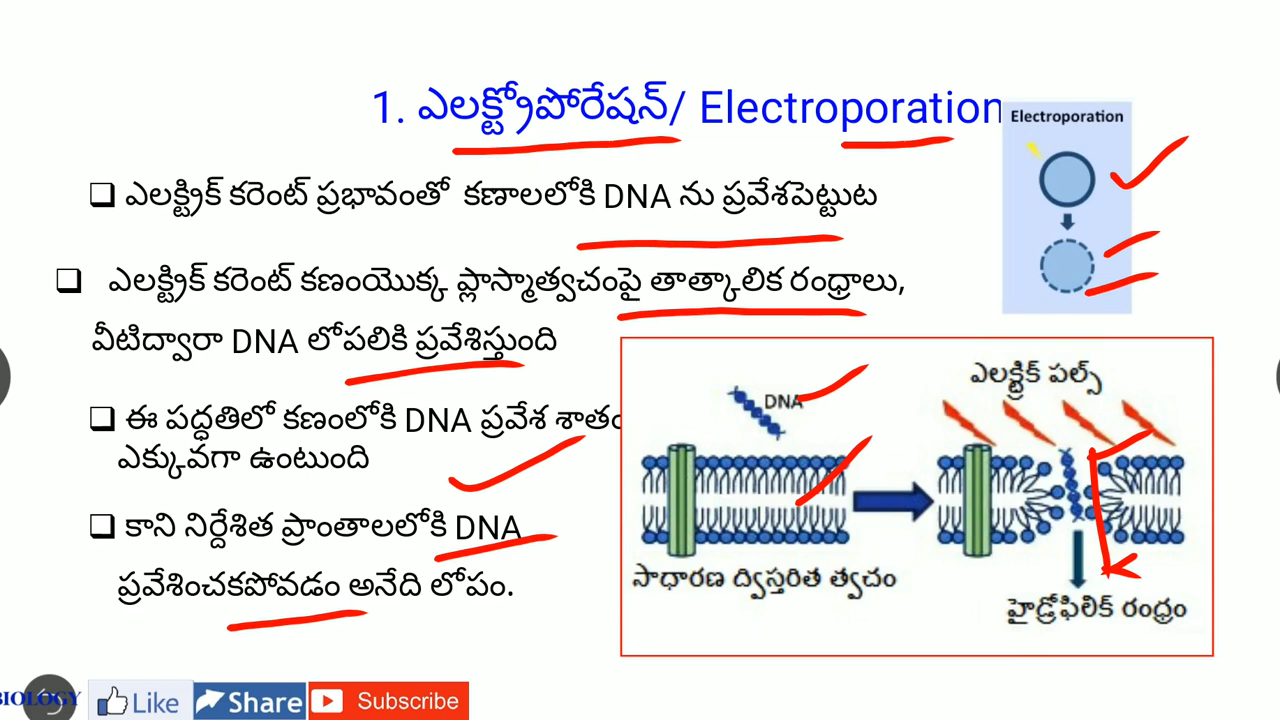 1. ఎలక్ట్రోపోరేషన్/ Electroporation
Electroporation
❑ ఎలక్ట్రిక్ కరెంట్ ప్రభావంతో కణాలలోకి DNA ను ప్రవేశపెట్టుట
❑ ఎలక్ట్రిక్ కరెంట్ కణంయొక్క ప్లాస్మాత్వచంపై తాత్కాలిక రంధ్రాలు,
వీటిద్వారా DNA లోపలికి ప్రవేశిస్తుంది
❑ ఈ పద్ధతిలో కణంలోకి DNA ప్రవేశ
ఎక్కువగా ఉంటుంది
❑ కాని నిర్దేశిత ప్రాంతాలలోకి DNA
ప్రవేశించకపోవడం అనేది లోపం.
ఎలక్ట్రిక్ పల్స్
DNA
సాధారణ ద్విస్తరిత త్వచం
హైడ్రోఫిలిక్ రంధ్రం
BIOLOGY
Like
Share
Subscribe